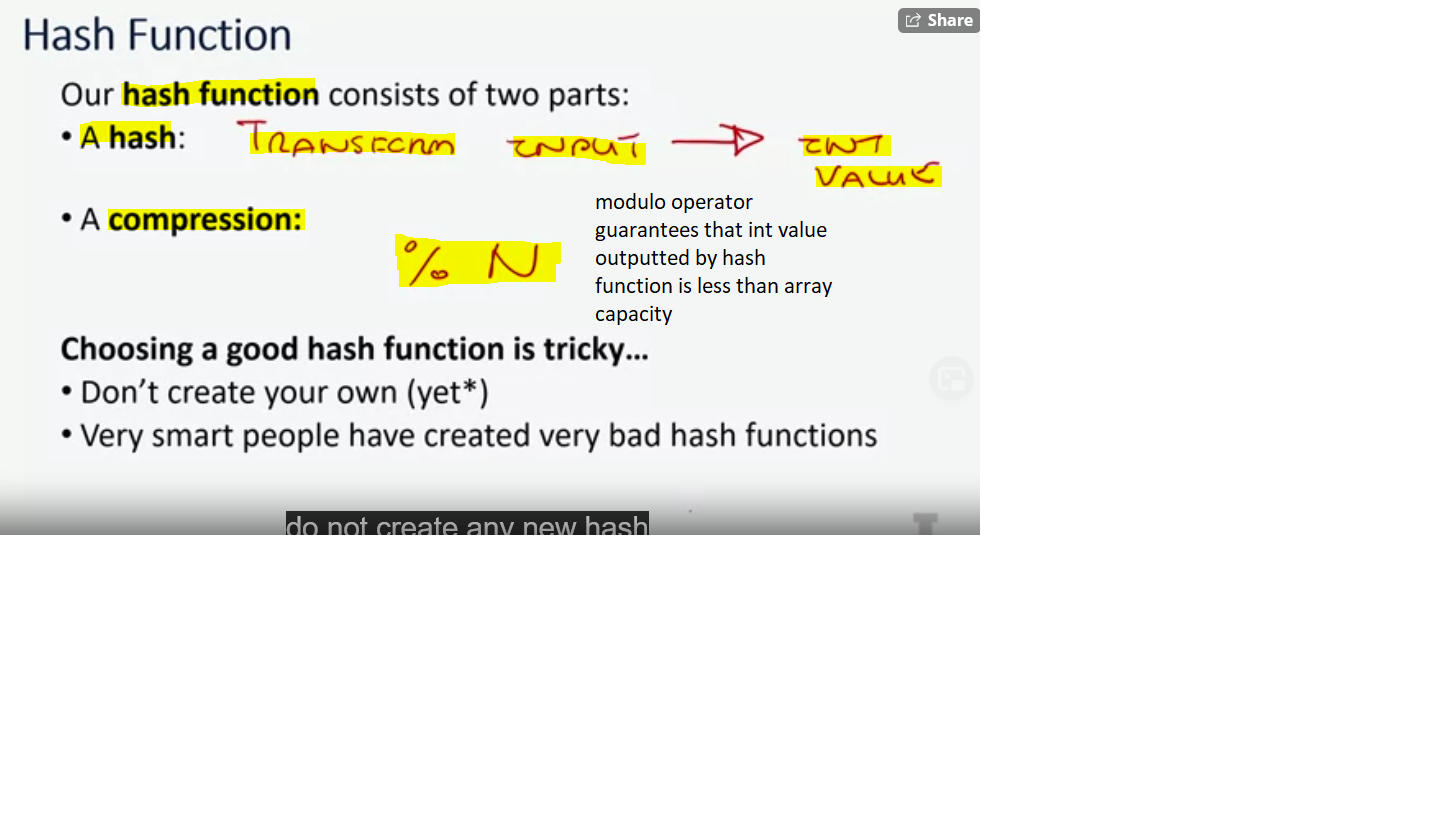 Hash Function
Share
Our hash function consists of two parts:
• A hash: TRANSFORM INPUT → INT
VALUE
• A compression:
% N
modulo operator
guarantees that int value
outputted by hash
function is less than array
capacity
Choosing a good hash function is tricky...
• Don't create your own (yet*)
• Very smart people have created very bad hash functions
do not create any new hash